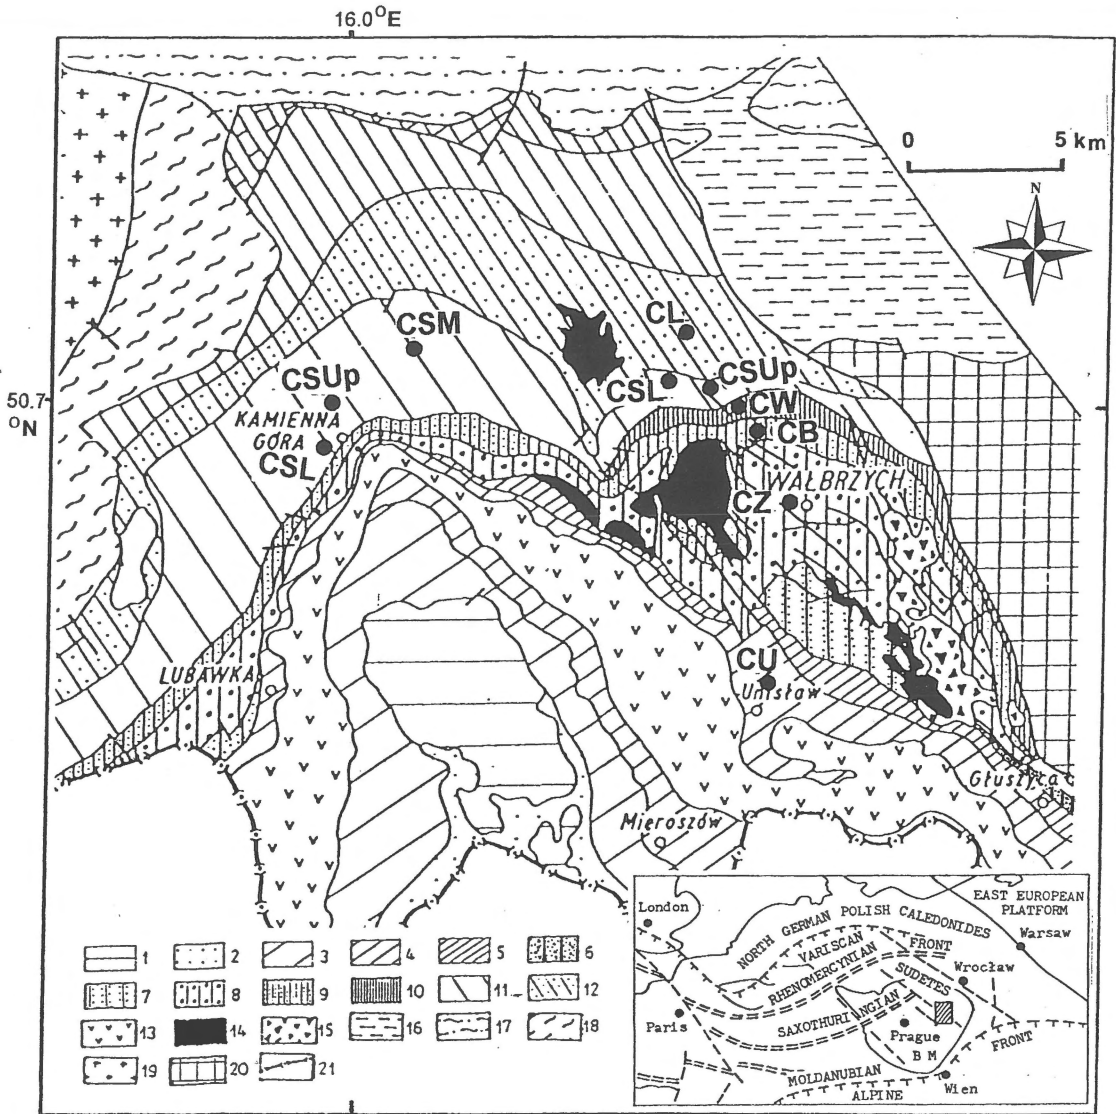 16.0°E
0 5 km
N
CSM
CL
CSUp
CSL
CSUp
50.7
°N
CW
KAMIENNA
GÓRA
CB
CSL
WAŁBRZYCH
CZ
CU
LUBAWKA
Unisław
Głuszyca
Mieroszów
EAST EUROPEAN
PLATFORM
London
NORTH GERMAN POLISH CALEDONIDES
Warsaw
VARISCAN FRONT
RHENOHERCYNIAN
Wrocław
SUDETES
Paris
SAXOTHURINGIAN
Prague
B M
FRONT
MOLDANUBIAN
Wien
ALPINE
1 2 3 4 5 6
7 8 9 10 11 12
13 14 15 16 17 18
19 20 21